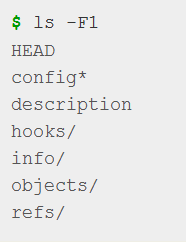 $ ls -F1
HEAD
config*
description
hooks/
info/
objects/
refs/